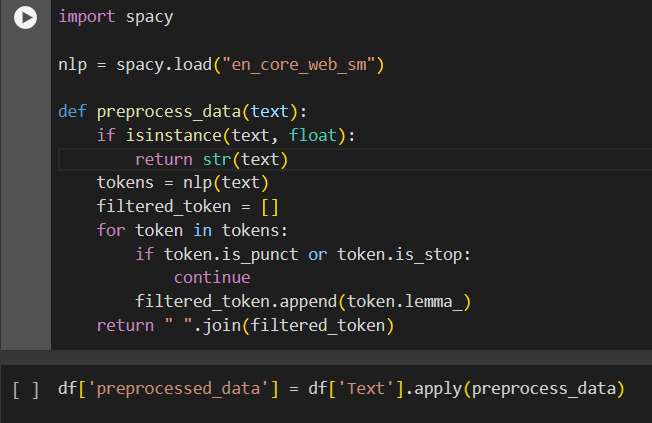 import spacy
nlp = spacy.load("en_core_web_sm")
def preprocess_data(text):
    if isinstance(text, float):
        return str(text)
    tokens = nlp(text)
    filtered_token = []
    for token in tokens:
        if token.is_punct or token.is_stop:
            continue
        filtered_token.append(token.lemma_)
    return " ".join(filtered_token)
[ ] df['preprocessed_data'] = df['Text'].apply(preprocess_data)